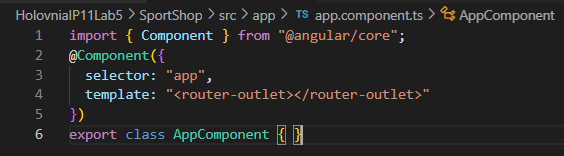 HolovniaIP11Lab5 > SportShop > src > app > TS app.component.ts > AppComponent
1 import { Component } from "@angular/core";
2 @Component({
3 selector: "app",
4 template: "<router-outlet></router-outlet>"
5 })
6 export class AppComponent { }